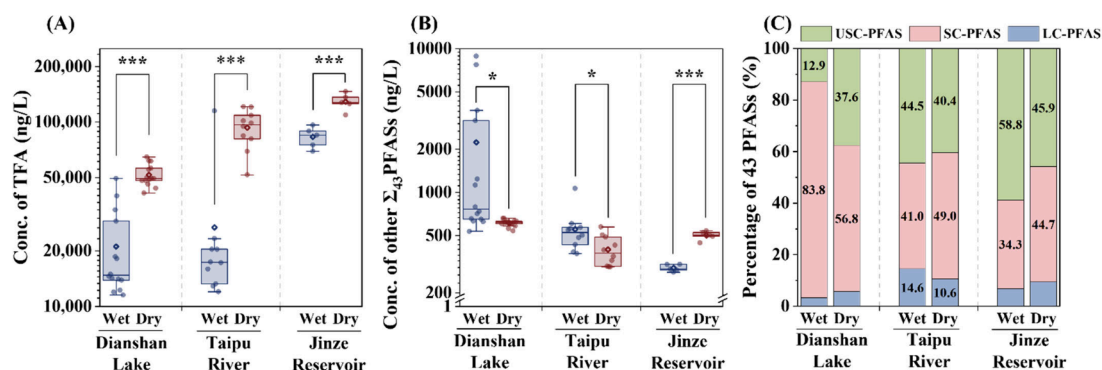 (A)
Conc. of TFA (ng/L)
200,000
100,000
50,000
20,000
10,000
***
***
***
Wet Dry
Wet Dry
Wet Dry
Dianshan
Lake
Taipu
River
Jinze
Reservoir
(B)
Conc. of other Σ43PFASs (ng/L)
10000
5000
2000
1000
500
200
1
*
*
***
Wet Dry
Wet Dry
Wet Dry
Dianshan
Lake
Taipu
River
Jinze
Reservoir
(C)
USC-PFAS SC-PFAS LC-PFAS
Percentage of 43 PFASs (%)
100
80
60
40
20
0
12.9
83.8
37.6
56.8
44.5
41.0
14.6
40.4
49.0
10.6
58.8
34.3
45.9
44.7
Wet Dry
Wet Dry
Wet Dry
Dianshan
Lake
Taipu
River
Jinze
Reservoir